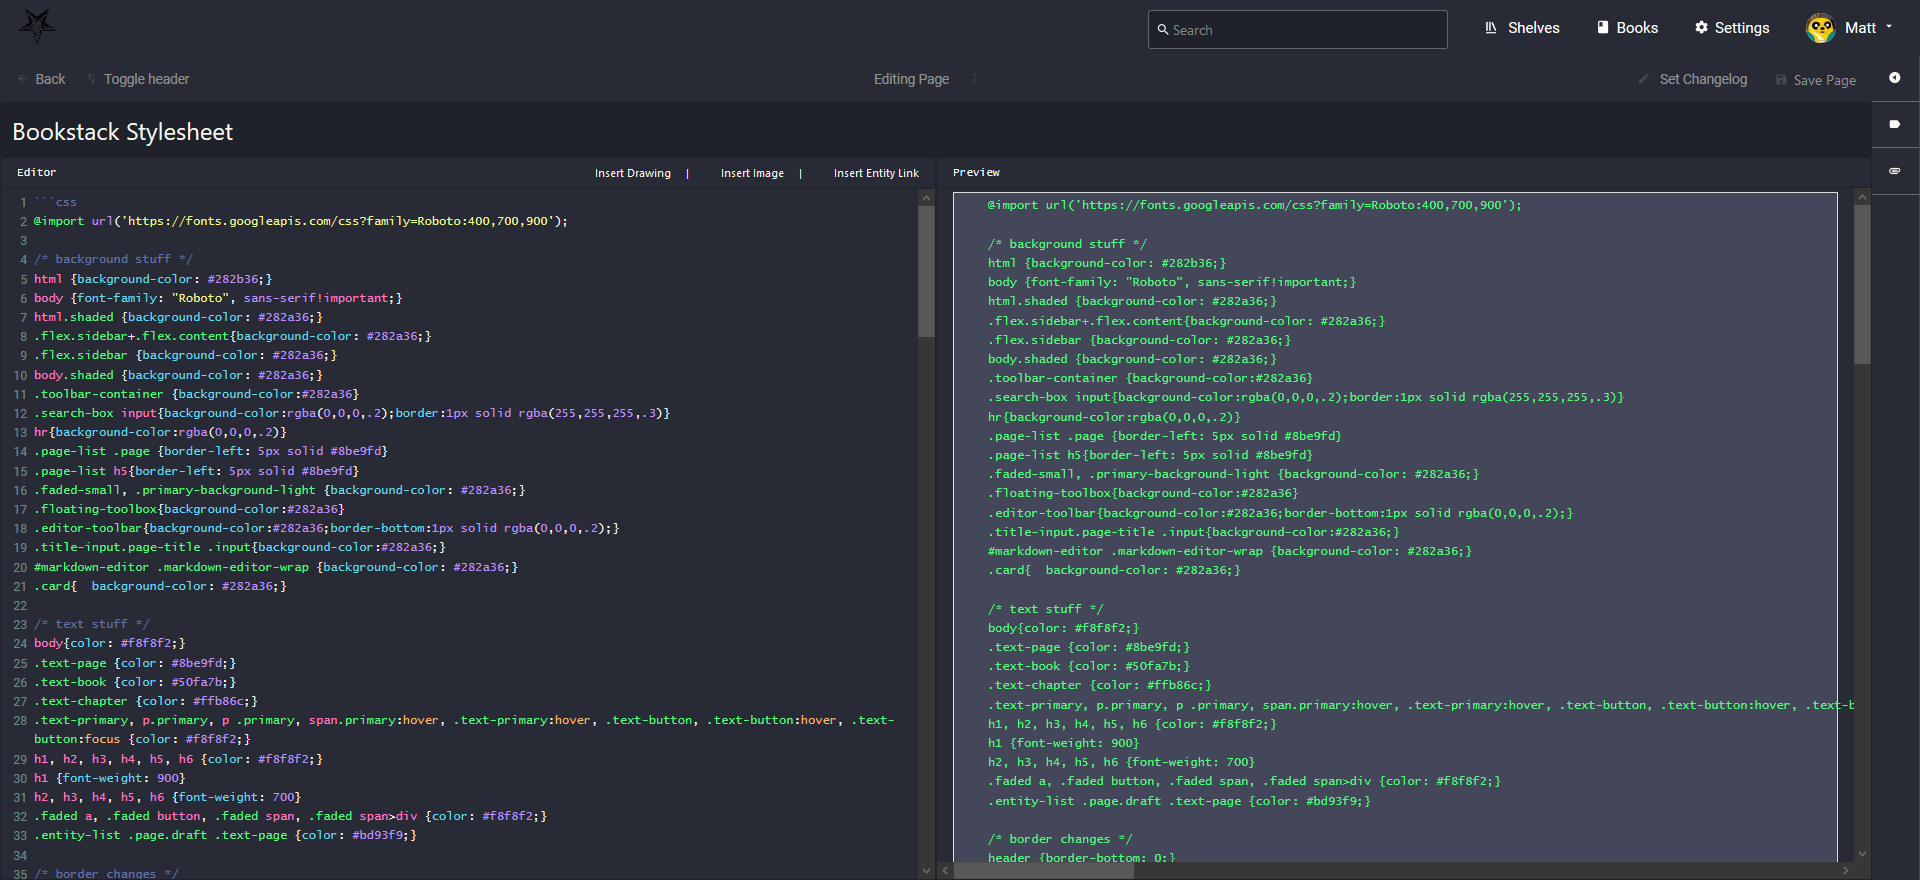 Search
Shelves
Books
Settings
Matt
Back
Toggle header
Editing Page
Set Changelog
Save Page
Bookstack Stylesheet
Editor
Insert Drawing | Insert Image | Insert Entity Link
1 ```css
2 @import url('https://fonts.googleapis.com/css?family=Roboto:400,700,900');
3
4 /* background stuff */
5 html {background-color: #282b36;}
6 body {font-family: "Roboto", sans-serif!important;}
7 html.shaded {background-color: #282a36;}
8 .flex.sidebar+.flex.content{background-color: #282a36;}
9 .flex.sidebar {background-color: #282a36;}
10 body.shaded {background-color: #282a36;}
11 .toolbar-container {background-color:#282a36}
12 .search-box input{background-color:rgba(0,0,0,.2);border:1px solid rgba(255,255,255,.3)}
13 hr{background-color:rgba(0,0,0,.2)}
14 .page-list .page {border-left: 5px solid #8be9fd}
15 .page-list h5{border-left: 5px solid #8be9fd}
16 .faded-small, .primary-background-light {background-color: #282a36;}
17 .floating-toolbox{background-color:#282a36}
18 .editor-toolbar{background-color:#282a36;border-bottom:1px solid rgba(0,0,0,.2);}
19 .title-input.page-title .input{background-color:#282a36;}
20 #markdown-editor .markdown-editor-wrap {background-color: #282a36;}
21 .card{  background-color: #282a36;}
22
23 /* text stuff */
24 body{color: #f8f8f2;}
25 .text-page {color: #8be9fd;}
26 .text-book {color: #50fa7b;}
27 .text-chapter {color: #ffb86c;}
28 .text-primary, p.primary, p .primary, span.primary:hover, .text-primary:hover, .text-button, .text-button:hover, .text-
button:focus {color: #f8f8f2;}
29 h1, h2, h3, h4, h5, h6 {color: #f8f8f2;}
30 h1 {font-weight: 900}
31 h2, h3, h4, h5, h6 {font-weight: 700}
32 .faded a, .faded button, .faded span, .faded span>div {color: #f8f8f2;}
33 .entity-list .page.draft .text-page {color: #bd93f9;}
34
35 /* border changes */
Preview
@import url('https://fonts.googleapis.com/css?family=Roboto:400,700,900');
/* background stuff */
html {background-color: #282b36;}
body {font-family: "Roboto", sans-serif!important;}
html.shaded {background-color: #282a36;}
.flex.sidebar+.flex.content{background-color: #282a36;}
.flex.sidebar {background-color: #282a36;}
body.shaded {background-color: #282a36;}
.toolbar-container {background-color:#282a36}
.search-box input{background-color:rgba(0,0,0,.2);border:1px solid rgba(255,255,255,.3)}
hr{background-color:rgba(0,0,0,.2)}
.page-list .page {border-left: 5px solid #8be9fd}
.page-list h5{border-left: 5px solid #8be9fd}
.faded-small, .primary-background-light {background-color: #282a36;}
.floating-toolbox{background-color:#282a36}
.editor-toolbar{background-color:#282a36;border-bottom:1px solid rgba(0,0,0,.2);}
.title-input.page-title .input{background-color:#282a36;}
#markdown-editor .markdown-editor-wrap {background-color: #282a36;}
.card{  background-color: #282a36;}
/* text stuff */
body{color: #f8f8f2;}
.text-page {color: #8be9fd;}
.text-book {color: #50fa7b;}
.text-chapter {color: #ffb86c;}
.text-primary, p.primary, p .primary, span.primary:hover, .text-primary:hover, .text-button, .text-button:hover, .text-b
h1, h2, h3, h4, h5, h6 {color: #f8f8f2;}
h1 {font-weight: 900}
h2, h3, h4, h5, h6 {font-weight: 700}
.faded a, .faded button, .faded span, .faded span>div {color: #f8f8f2;}
.entity-list .page.draft .text-page {color: #bd93f9;}
/* border changes */
header {border-bottom: 0;}